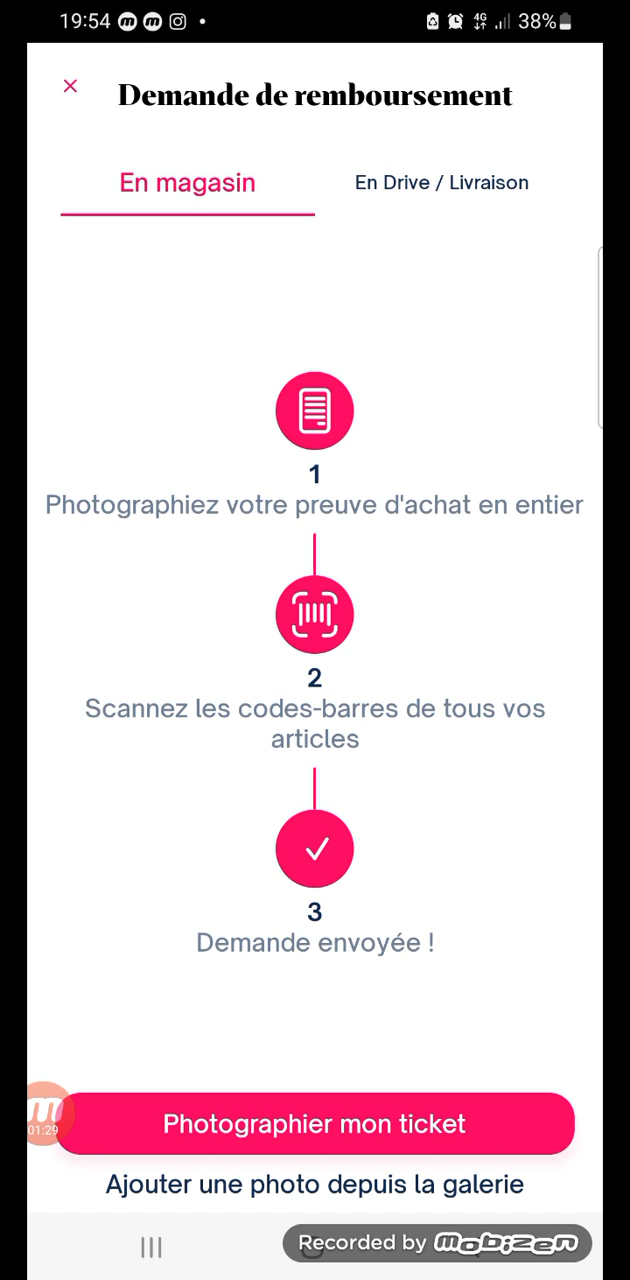 19:54
4G
38%
Demande de remboursement
En magasin
En Drive / Livraison
1
Photographiez votre preuve d'achat en entier
2
Scannez les codes-barres de tous vos
articles
3
Demande envoyée !
01:29
Photographier mon ticket
Ajouter une photo depuis la galerie
Recorded by mobizen